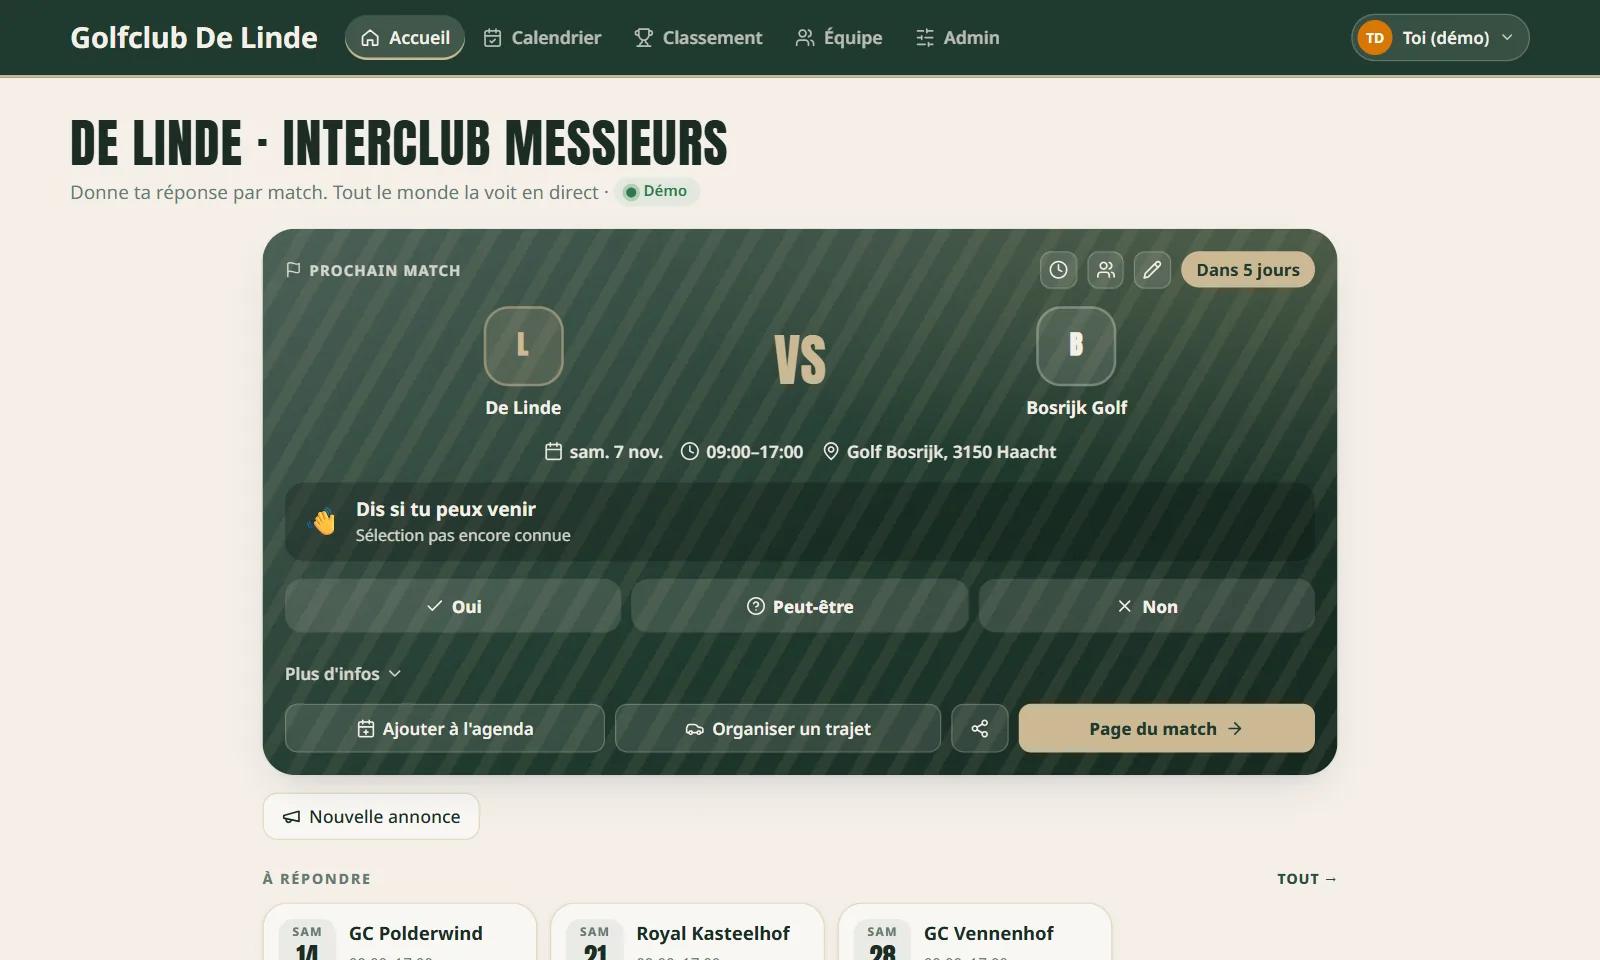 Golfclub De Linde
Accueil
Calendrier
Classement
Équipe
Admin
TD
Toi (démo)
DE LINDE · INTERCLUB MESSIEURS
Donne ta réponse par match. Tout le monde la voit en direct ·
Démo
PROCHAIN MATCH
Dans 5 jours
L
VS
B
De Linde
Bosrijk Golf
sam. 7 nov.
09:00–17:00
Golf Bosrijk, 3150 Haacht
Dis si tu peux venir
Sélection pas encore connue
Oui
Peut-être
Non
Plus d'infos
Ajouter à l'agenda
Organiser un trajet
Page du match →
Nouvelle annonce
À RÉPONDRE
TOUT →
SAM
14
GC Polderwind
SAM
21
Royal Kasteelhof
SAM
28
GC Vennenhof